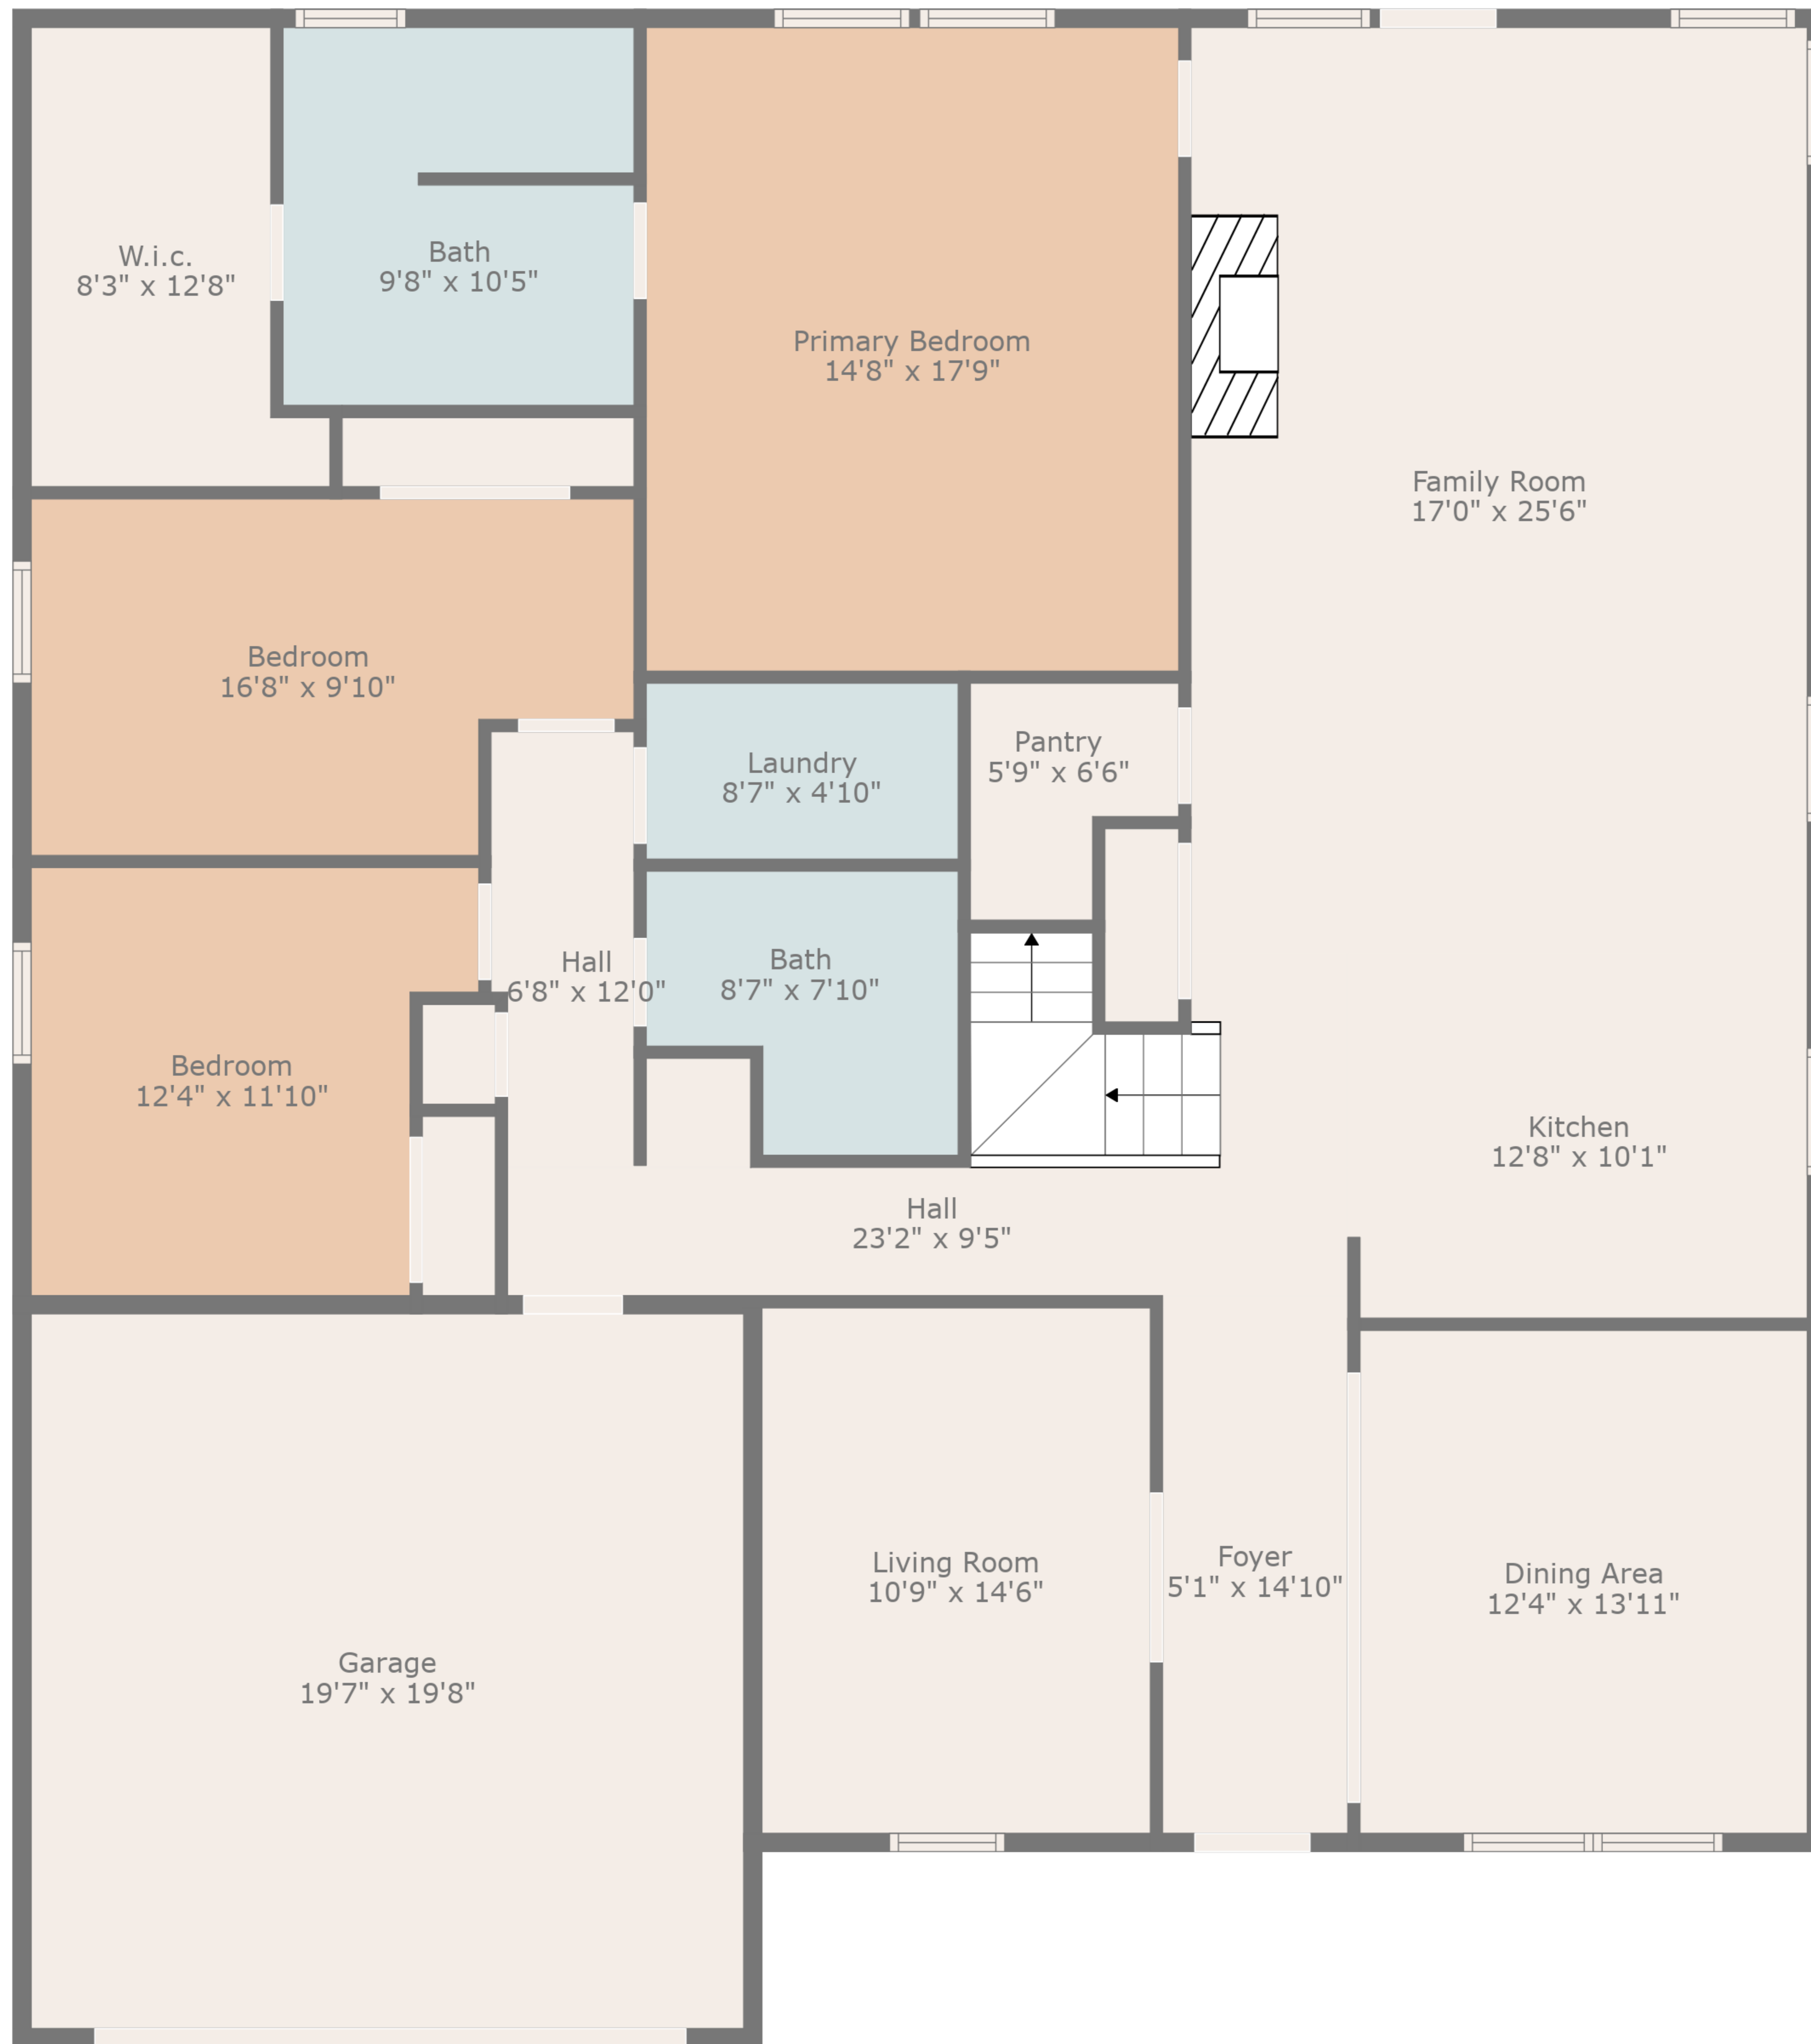 W.i.c.
8'3" x 12'8"
Bath
9'8" x 10'5"
Primary Bedroom
14'8" x 17'9"
Family Room
17'0" x 25'6"
Bedroom
16'8" x 9'10"
Laundry
8'7" x 4'10"
Pantry
5'9" x 6'6"
Hall
6'8" x 12'0"
Bath
8'7" x 7'10"
Bedroom
12'4" x 11'10"
Kitchen
12'8" x 10'1"
Hall
23'2" x 9'5"
Living Room
10'9" x 14'6"
Foyer
5'1" x 14'10"
Dining Area
12'4" x 13'11"
Garage
19'7" x 19'8"